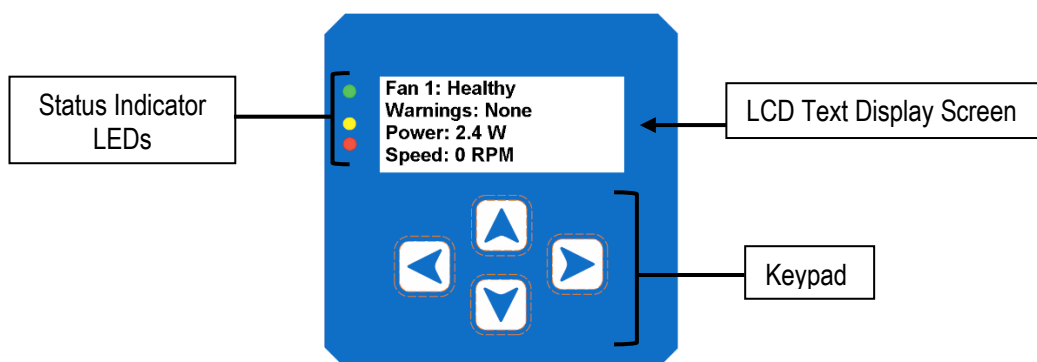 Status Indicator
LEDs
Fan 1: Healthy
Warnings: None
Power: 2.4 W
Speed: 0 RPM
LCD Text Display Screen
Keypad